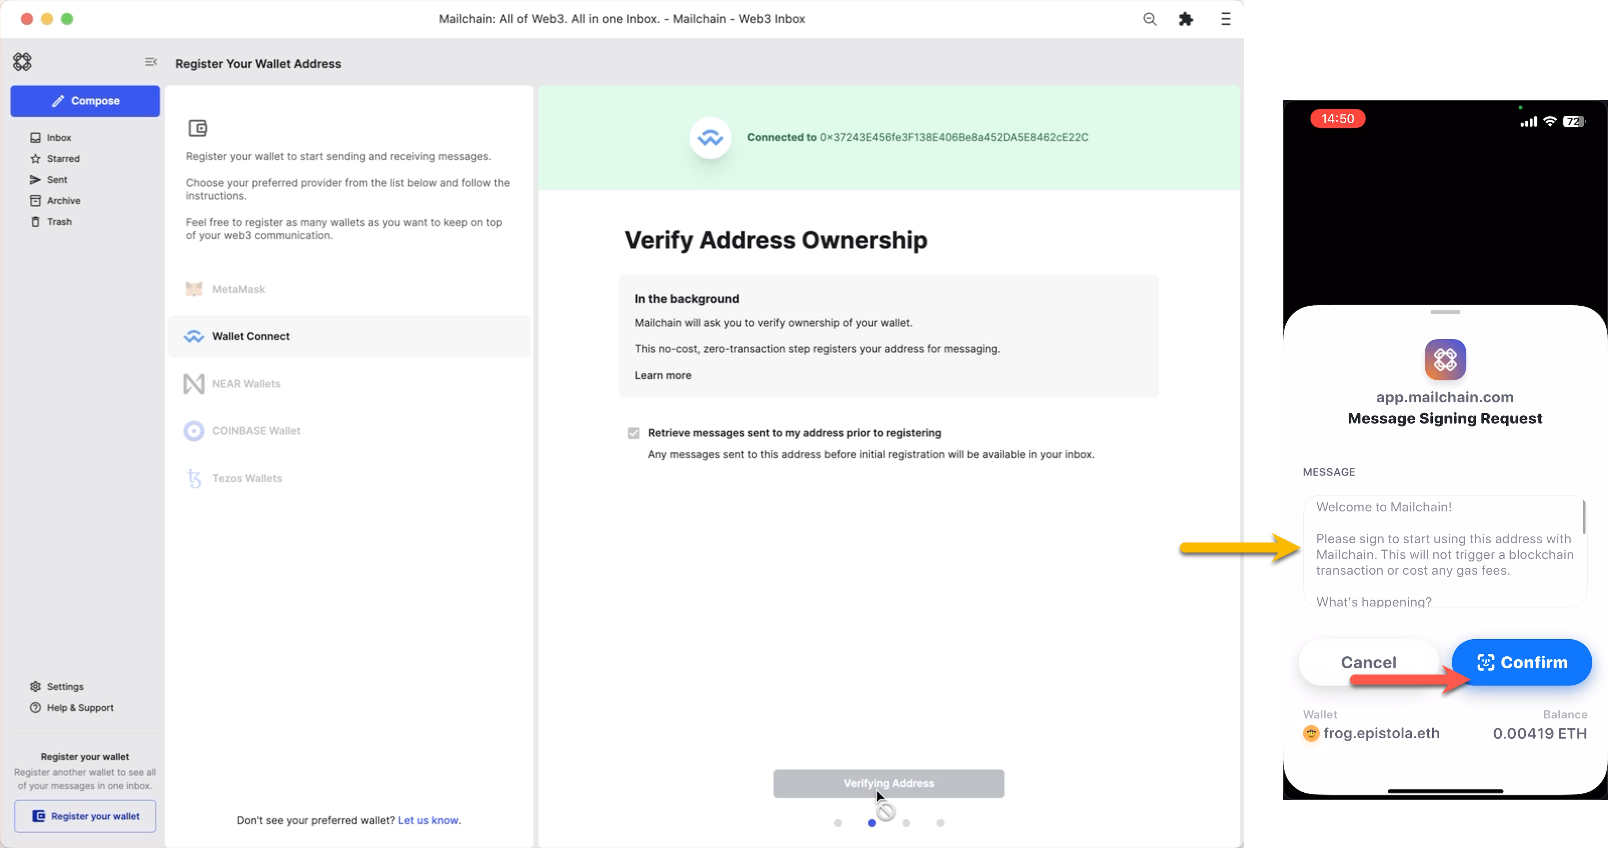 Mailchain: All of Web3. All in one Inbox. - Mailchain - Web3 Inbox
Register Your Wallet Address
Compose
Inbox
Starred
Sent
Archive
Trash
Settings
Help & Support
Register your wallet
Register another wallet to see all
of your messages in one inbox.
Register your wallet
Register your wallet to start sending and receiving messages.
Choose your preferred provider from the list below and follow the
instructions.
Feel free to register as many wallets as you want to keep on top
of your web3 communication.
MetaMask
Wallet Connect
NEAR Wallets
COINBASE Wallet
Tezos Wallets
Don't see your preferred wallet? Let us know.
Connected to 0×37243E456fe3F138E406Be8a452DA5E8462cE22C
Verify Address Ownership
In the background
Mailchain will ask you to verify ownership of your wallet.
This no-cost, zero-transaction step registers your address for messaging.
Learn more
Retrieve messages sent to my address prior to registering
Any messages sent to this address before initial registration will be available in your inbox.
Verifying Address
14:50
72
app.mailchain.com
Message Signing Request
MESSAGE
Welcome to Mailchain!
Please sign to start using this address with
Mailchain. This will not trigger a blockchain
transaction or cost any gas fees.
What's happening?
Cancel
Confirm
Wallet
Balance
frog.epistola.eth
0.00419 ETH